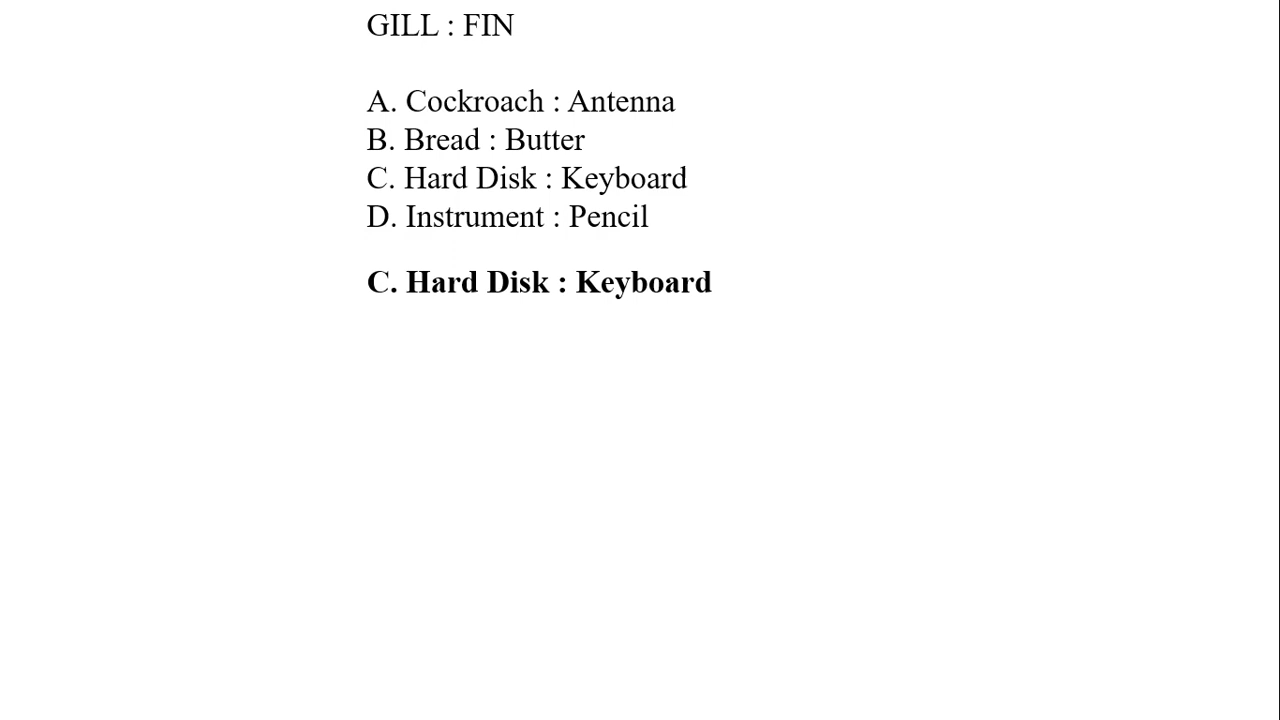 GILL : FIN
A. Cockroach : Antenna
B. Bread : Butter
C. Hard Disk : Keyboard
D. Instrument : Pencil
C. Hard Disk : Keyboard